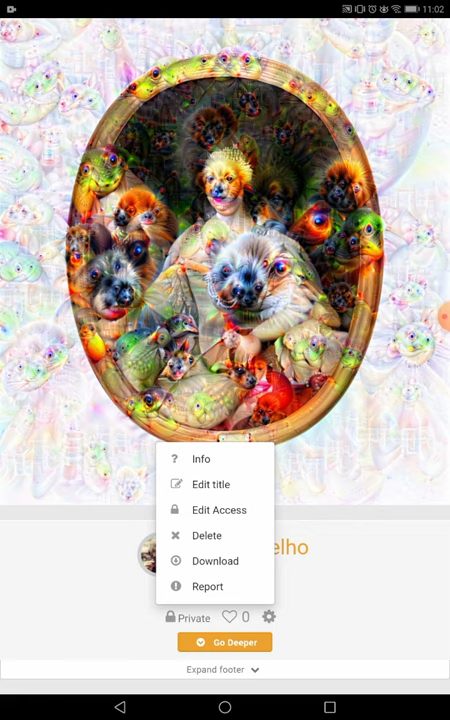 11:02
Info
Edit title
Edit Access
Delete
Download
Report
elho
Private
0
Go Deeper
Expand footer